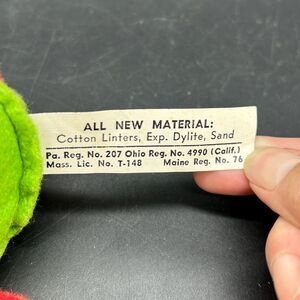 ALL NEW MATERIAL:
Cotton Linters, Exp. Dylite, Sand
Pa. Reg. No. 207 Ohio Reg. No. 4990 (Calif.)
Mass. Lic. No. T-148 Maine Reg. No. 76